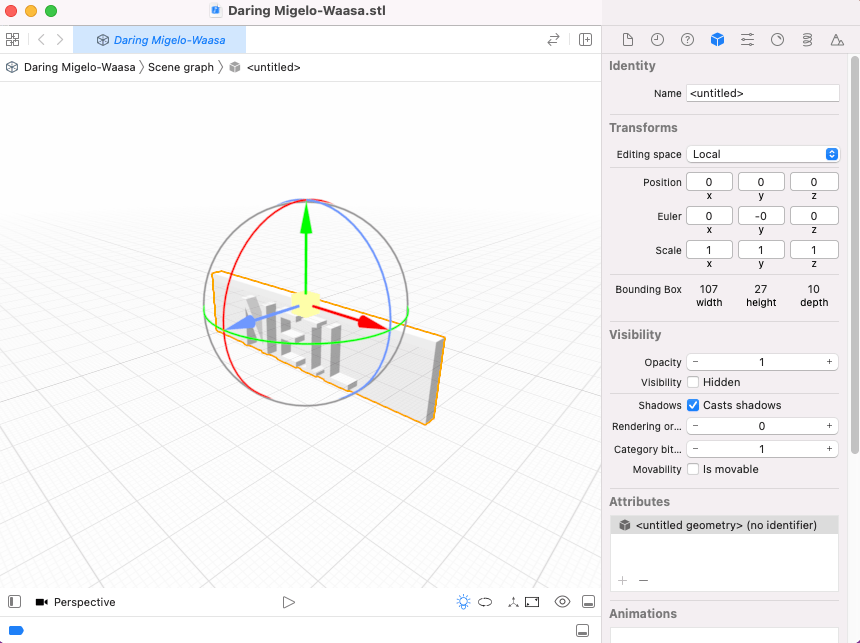 Daring Migelo-Waasa.stl
Daring Migelo-Waasa
Daring Migelo-Waasa 〉 Scene graph 〉 <untitled>
Perspective
Identity
Name <untitled>
Transforms
Editing space Local
Position 0 0 0
x y z
Euler 0 -0 0
x y z
Scale 1 1 1
x y z
Bounding Box 107 27 10
width height depth
Visibility
Opacity − 1 +
Visibility Hidden
Shadows Casts shadows
Rendering or... − 0 +
Category bit... − 1 +
Movability Is movable
Attributes
<untitled geometry> (no identifier)
+ −
Animations